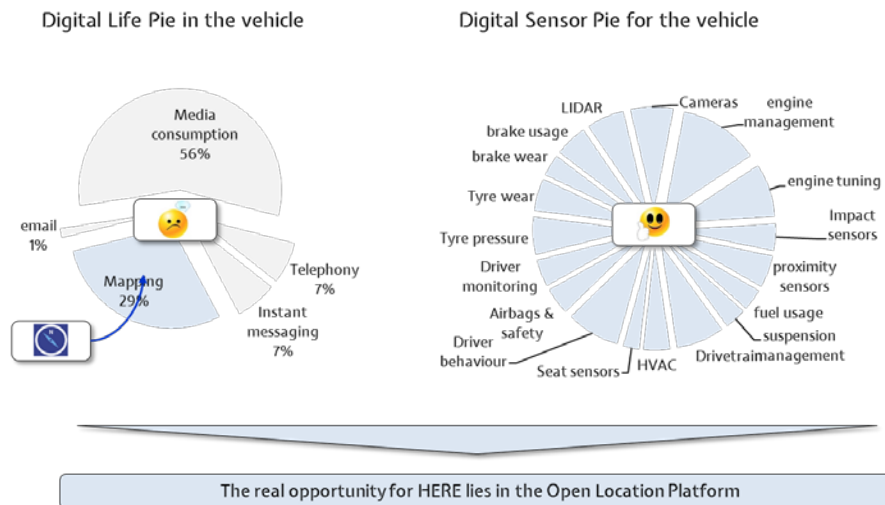 Digital Life Pie in the vehicle
Media
consumption
56%
email
1%
Mapping
29%
Telephony
7%
Instant
messaging
7%
N
Digital Sensor Pie for the vehicle
LIDAR
Cameras
engine
management
brake usage
brake wear
engine tuning
Tyre wear
Impact
sensors
Tyre pressure
Driver
monitoring
proximity
sensors
Airbags &
safety
fuel usage
Driver
behaviour
suspension
management
Drivetrain
Seat sensors
HVAC
The real opportunity for HERE lies in the Open Location Platform